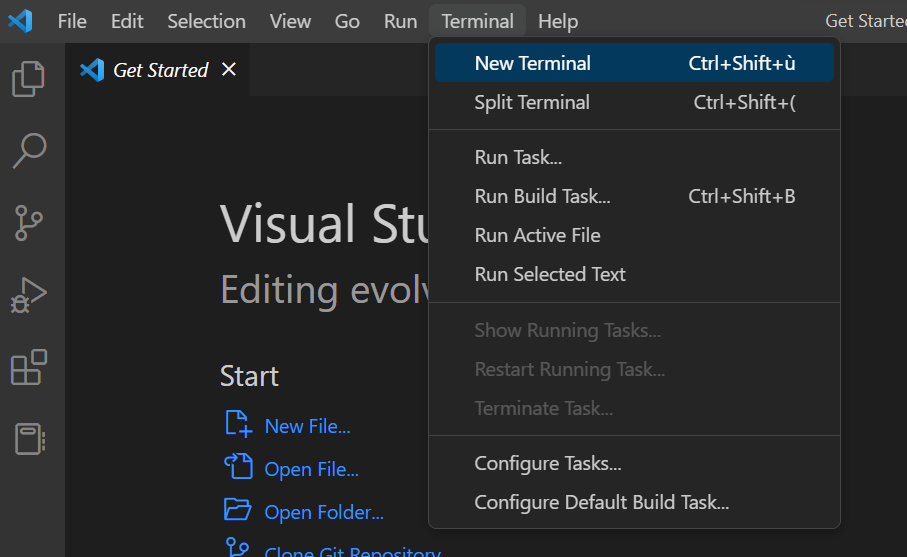 File Edit Selection View Go Run Terminal Help Get Started
Get Started
New Terminal Ctrl+Shift+ù
Split Terminal Ctrl+Shift+(
Run Task...
Run Build Task... Ctrl+Shift+B
Run Active File
Run Selected Text
Show Running Tasks...
Restart Running Task...
Terminate Task...
Configure Tasks...
Configure Default Build Task...
Visual Stu
Editing evolv
Start
New File...
Open File...
Open Folder...
Clone Git Repository